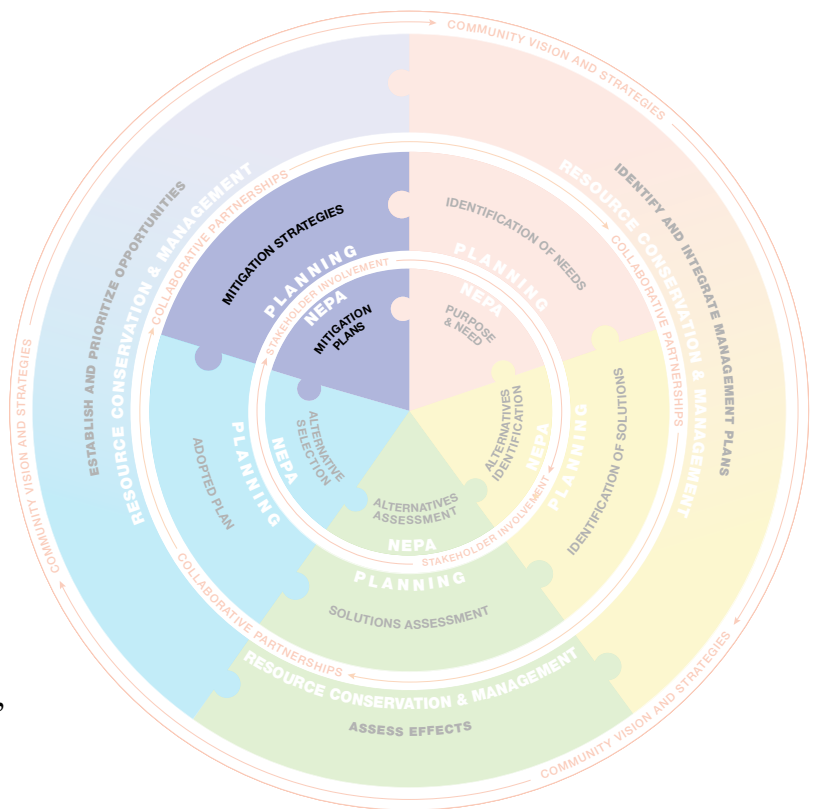 COMMUNITY VISION AND STRATEGIES
IDENTIFY AND INTEGRATE MANAGEMENT PLANS
RESOURCE CONSERVATION & MANAGEMENT
COLLABORATIVE PARTNERSHIPS
IDENTIFICATION OF NEEDS
PLANNING
NEPA
PURPOSE
& NEED
IDENTIFICATION OF SOLUTIONS
PLANNING
NEPA
ALTERNATIVES
IDENTIFICATION
STAKEHOLDER INVOLVEMENT
COMMUNITY VISION AND STRATEGIES
ALTERNATIVES
ASSESSMENT
NEPA
PLANNING
SOLUTIONS ASSESSMENT
COLLABORATIVE PARTNERSHIPS
RESOURCE CONSERVATION & MANAGEMENT
ASSESS EFFECTS
ALTERNATIVE
SELECTION
NEPA
PLANNING
ADOPTED PLAN
COMMUNITY VISION AND STRATEGIES
ESTABLISH AND PRIORITIZE OPPORTUNITIES
RESOURCE CONSERVATION & MANAGEMENT
COLLABORATIVE PARTNERSHIPS
MITIGATION STRATEGIES
PLANNING
STAKEHOLDER INVOLVEMENT
NEPA
MITIGATION
PLANS
,